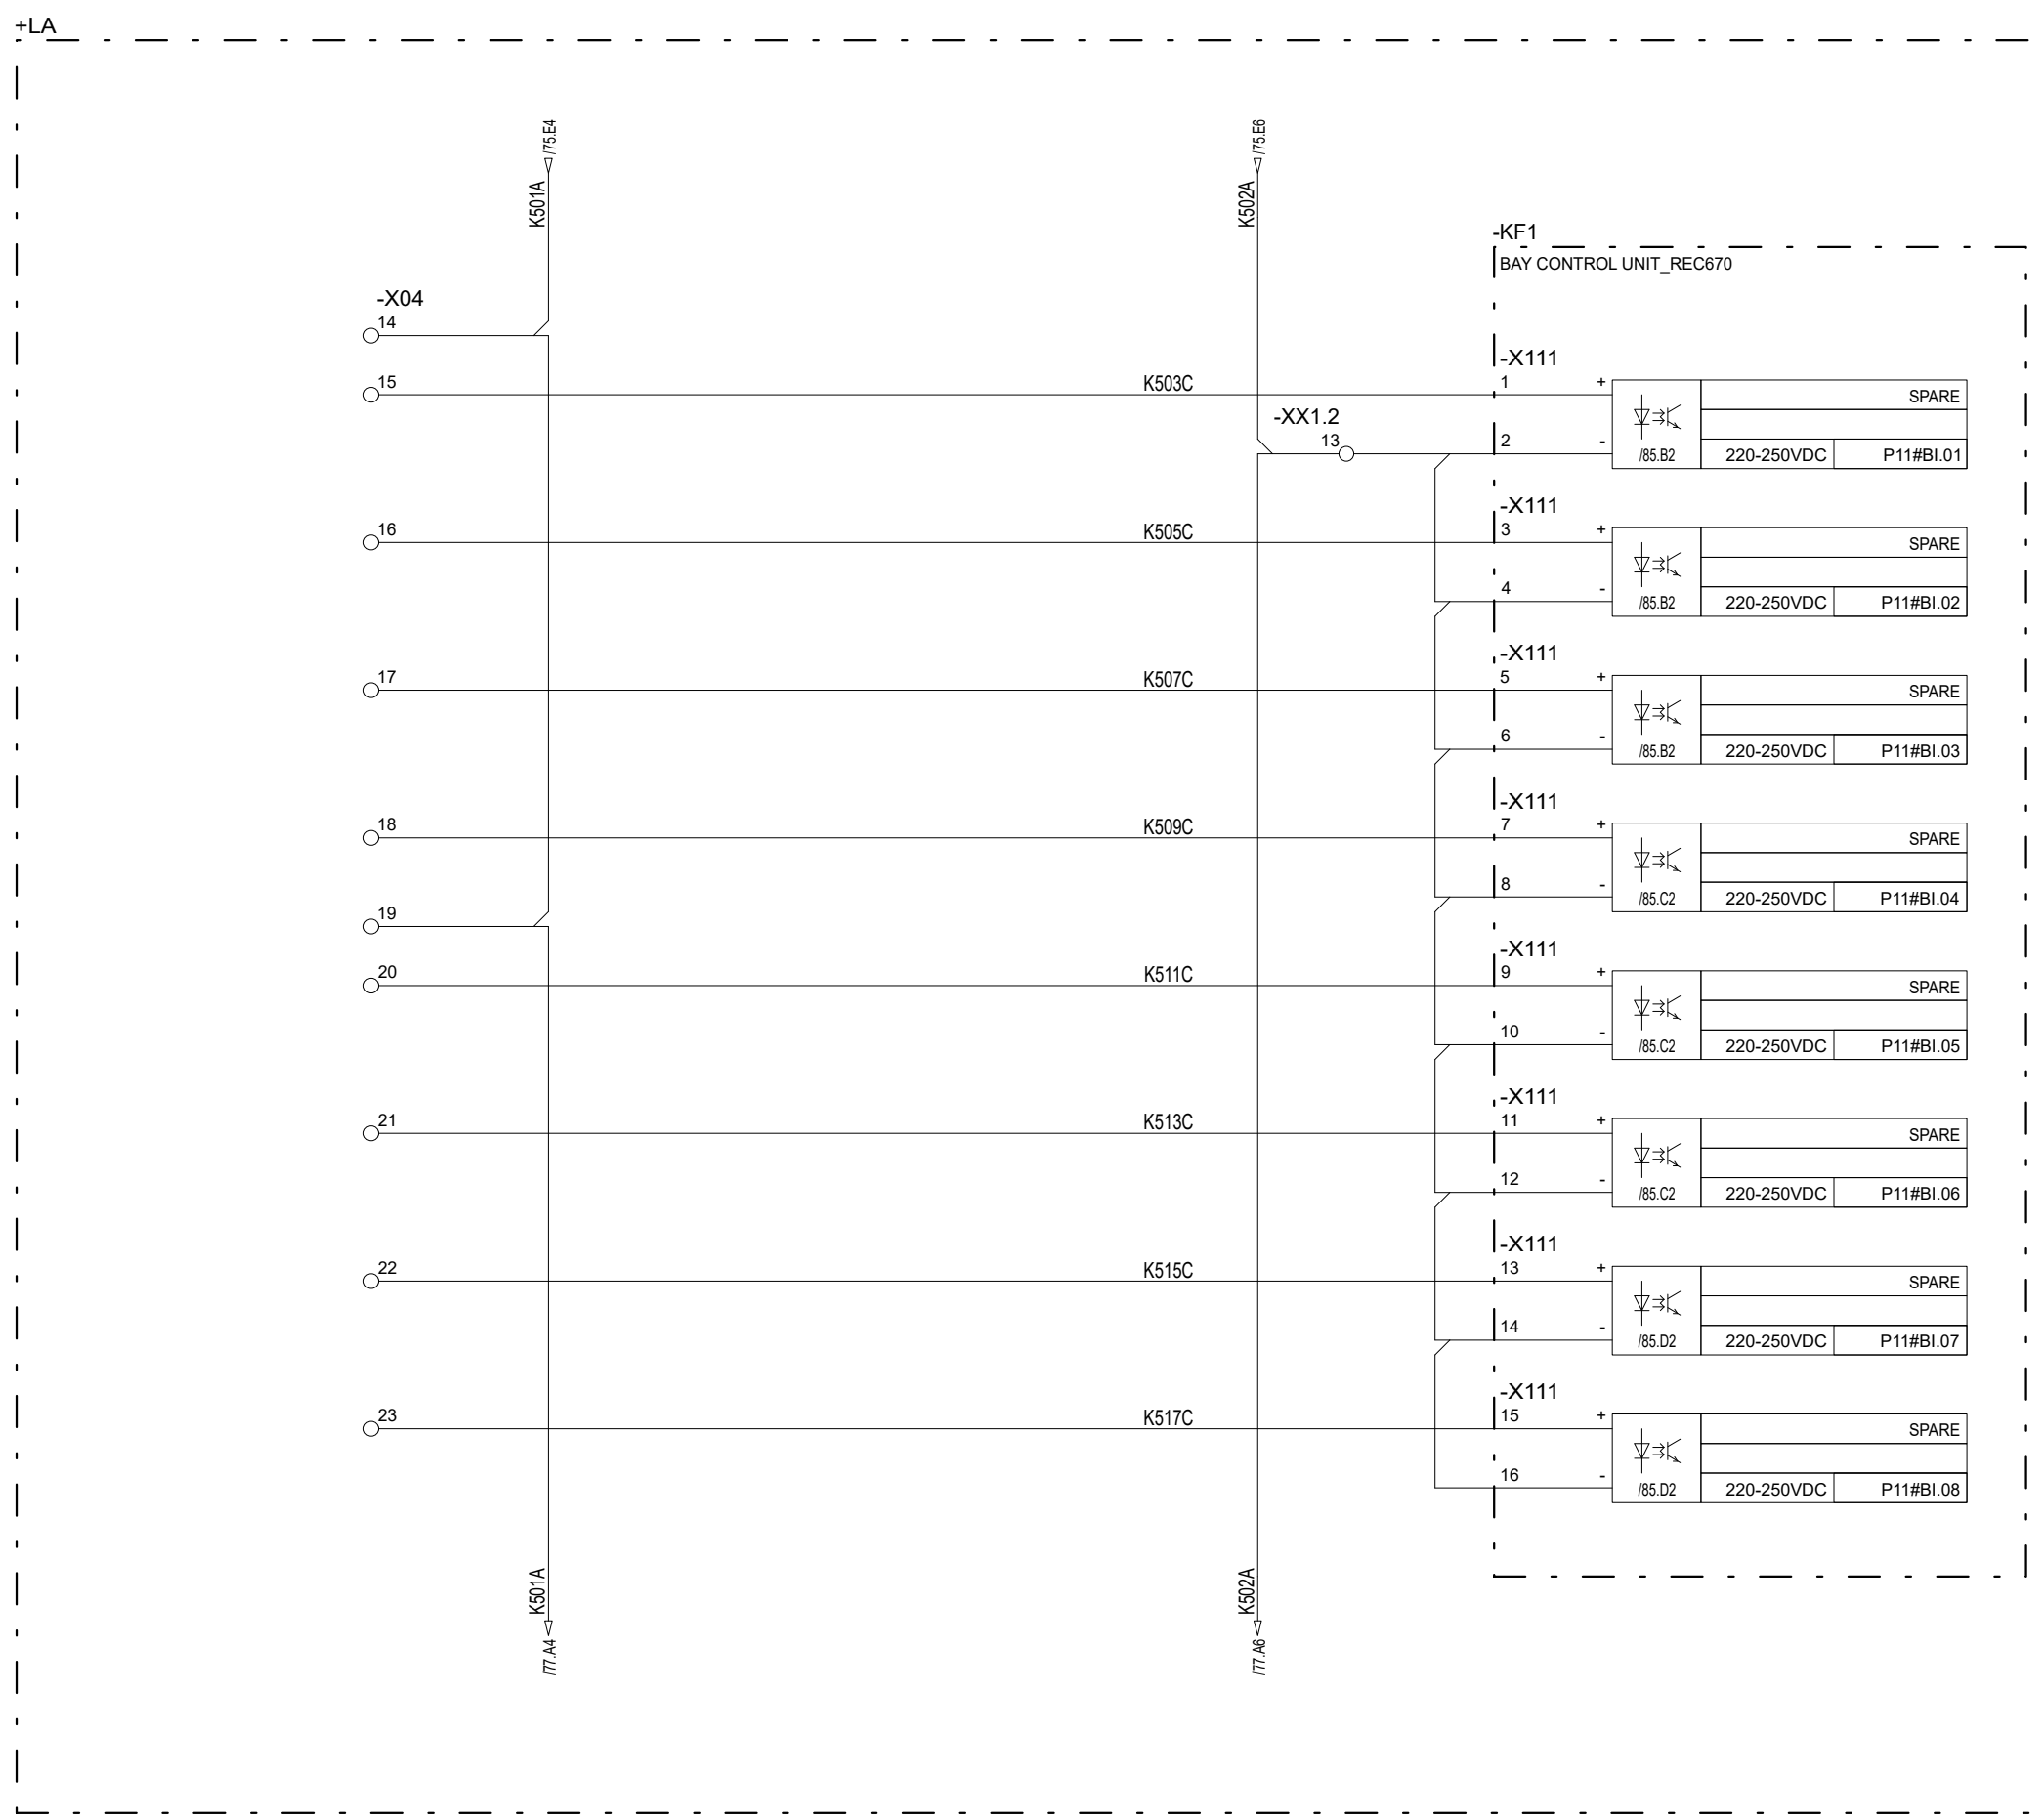 +LA
/75.E4
/75.E6
K501A
K502A
-KF1
BAY CONTROL UNIT_REC670
-X04
14
-X111
15
K503C
1
+
SPARE
-XX1.2
13
2
-
/85.B2
220-250VDC
P11#BI.01
-X111
16
K505C
3
+
SPARE
4
-
/85.B2
220-250VDC
P11#BI.02
-X111
17
K507C
5
+
SPARE
6
-
/85.B2
220-250VDC
P11#BI.03
-X111
18
K509C
7
+
SPARE
8
-
/85.C2
220-250VDC
P11#BI.04
19
-X111
20
K511C
9
+
SPARE
10
-
/85.C2
220-250VDC
P11#BI.05
-X111
21
K513C
11
+
SPARE
12
-
/85.C2
220-250VDC
P11#BI.06
-X111
22
K515C
13
+
SPARE
14
-
/85.D2
220-250VDC
P11#BI.07
-X111
23
K517C
15
+
SPARE
16
-
/85.D2
220-250VDC
P11#BI.08
K501A
K502A
/77.A4
/77.A6